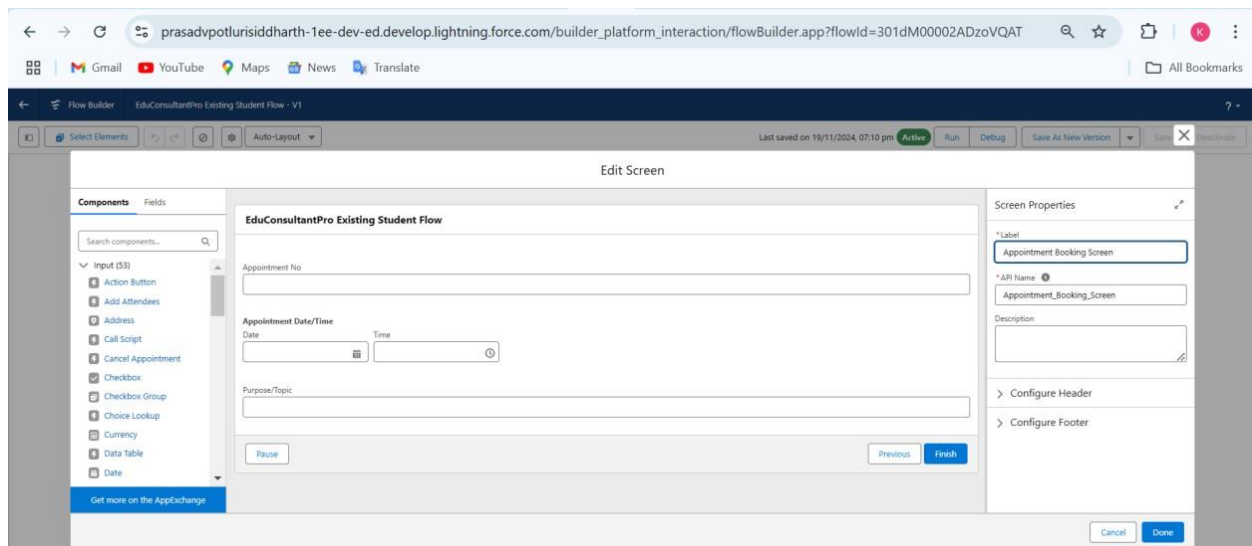 prasadvpotlurisiddharth-1ee-dev-ed.develop.lightning.force.com/builder_platform_interaction/flowBuilder.app?flowId=301dM00002ADzoVQAT
K
Gmail YouTube Maps News Translate All Bookmarks
Flow Builder EduConsultantPro Existing Student Flow - V1 ?
Select Elements Auto-Layout Last saved on 19/11/2024, 07:10 pm Active Run Debug Save As New Version Save Deactivate
Edit Screen
Components Fields
Search components...
Input (53)
Action Button
Add Attendees
Address
Call Script
Cancel Appointment
Checkbox
Checkbox Group
Choice Lookup
Currency
Data Table
Date
Get more on the AppExchange
EduConsultantPro Existing Student Flow
Appointment No
Appointment Date/Time
Date Time
Purpose/Topic
Pause Previous Finish
Screen Properties
*Label
Appointment Booking Screen
*API Name
Appointment_Booking_Screen
Description
Configure Header
Configure Footer
Cancel Done